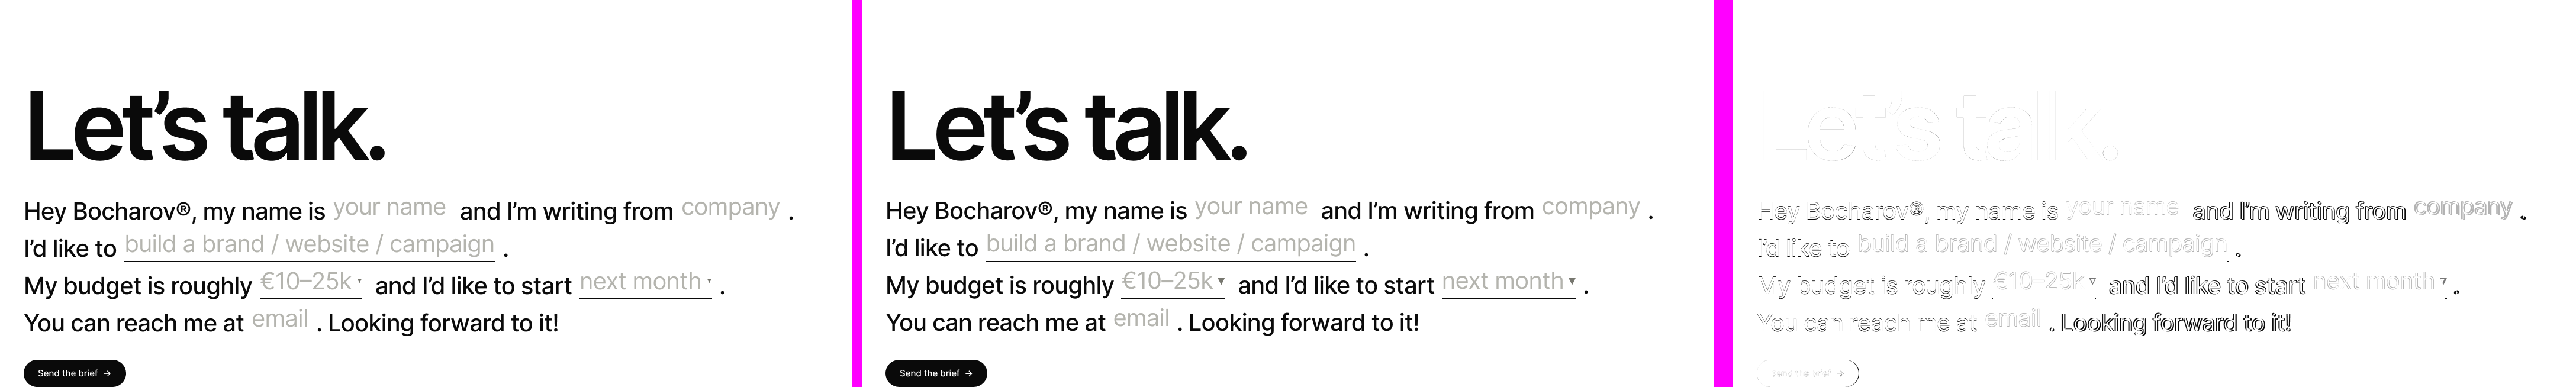 Let’s talk.
Hey Bocharov®, my name is your name and I’m writing from company .
I’d like to build a brand / website / campaign .
My budget is roughly €10–25k ▾ and I’d like to start next month ▾ .
You can reach me at email . Looking forward to it!
Send the brief →
Let’s talk.
Hey Bocharov®, my name is your name and I’m writing from company .
I’d like to build a brand / website / campaign .
My budget is roughly €10–25k ▾ and I’d like to start next month ▾ .
You can reach me at email . Looking forward to it!
Send the brief →
Let’s talk.
Hey Bocharov®, my name is your name and I’m writing from company .
I’d like to build a brand / website / campaign .
My budget is roughly €10–25k ▾ and I’d like to start next month ▾ .
You can reach me at email . Looking forward to it!
Send the brief →